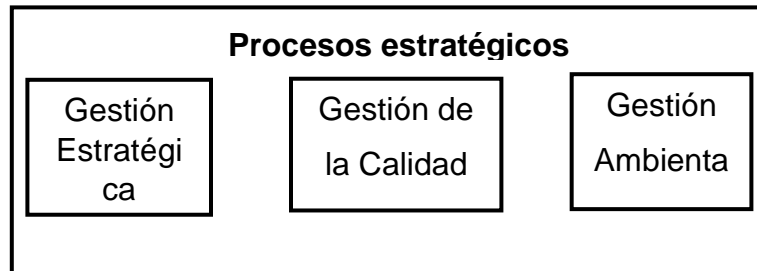 Procesos estratégicos
Gestión
Estratégi
ca
Gestión de
la Calidad
Gestión
Ambienta